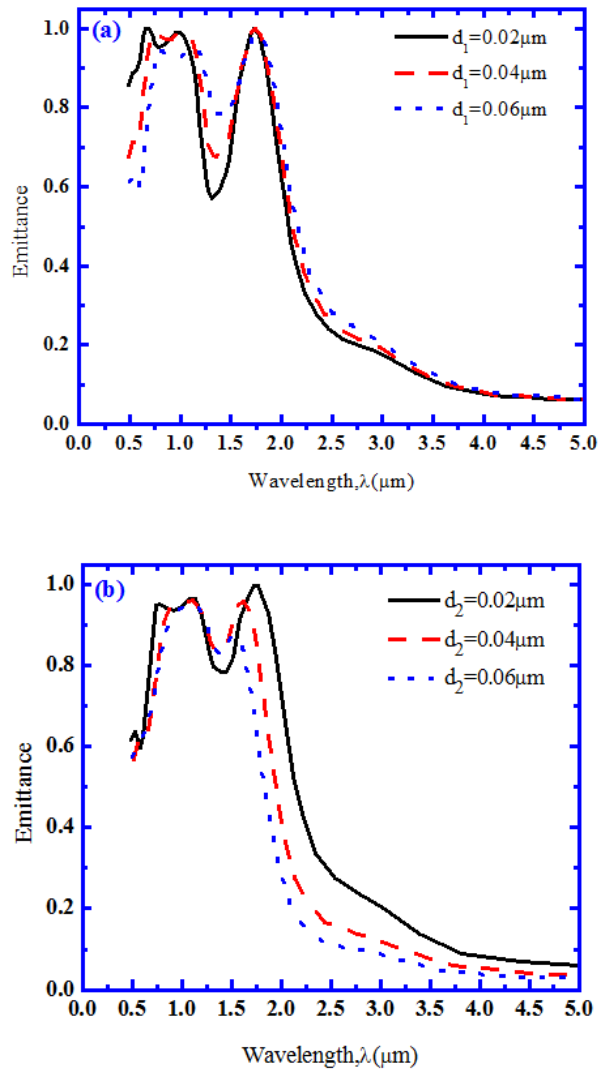 (a)
d1=0.02μm
d1=0.04μm
d1=0.06μm
1.0
0.8
0.6
0.4
0.2
0.0
Emittance
0.0 0.5 1.0 1.5 2.0 2.5 3.0 3.5 4.0 4.5 5.0
Wavelength,λ(μm)
(b)
d2=0.02μm
d2=0.04μm
d2=0.06μm
1.0
0.8
0.6
0.4
0.2
0.0
Emittance
0.0 0.5 1.0 1.5 2.0 2.5 3.0 3.5 4.0 4.5 5.0
Wavelength,λ(μm)